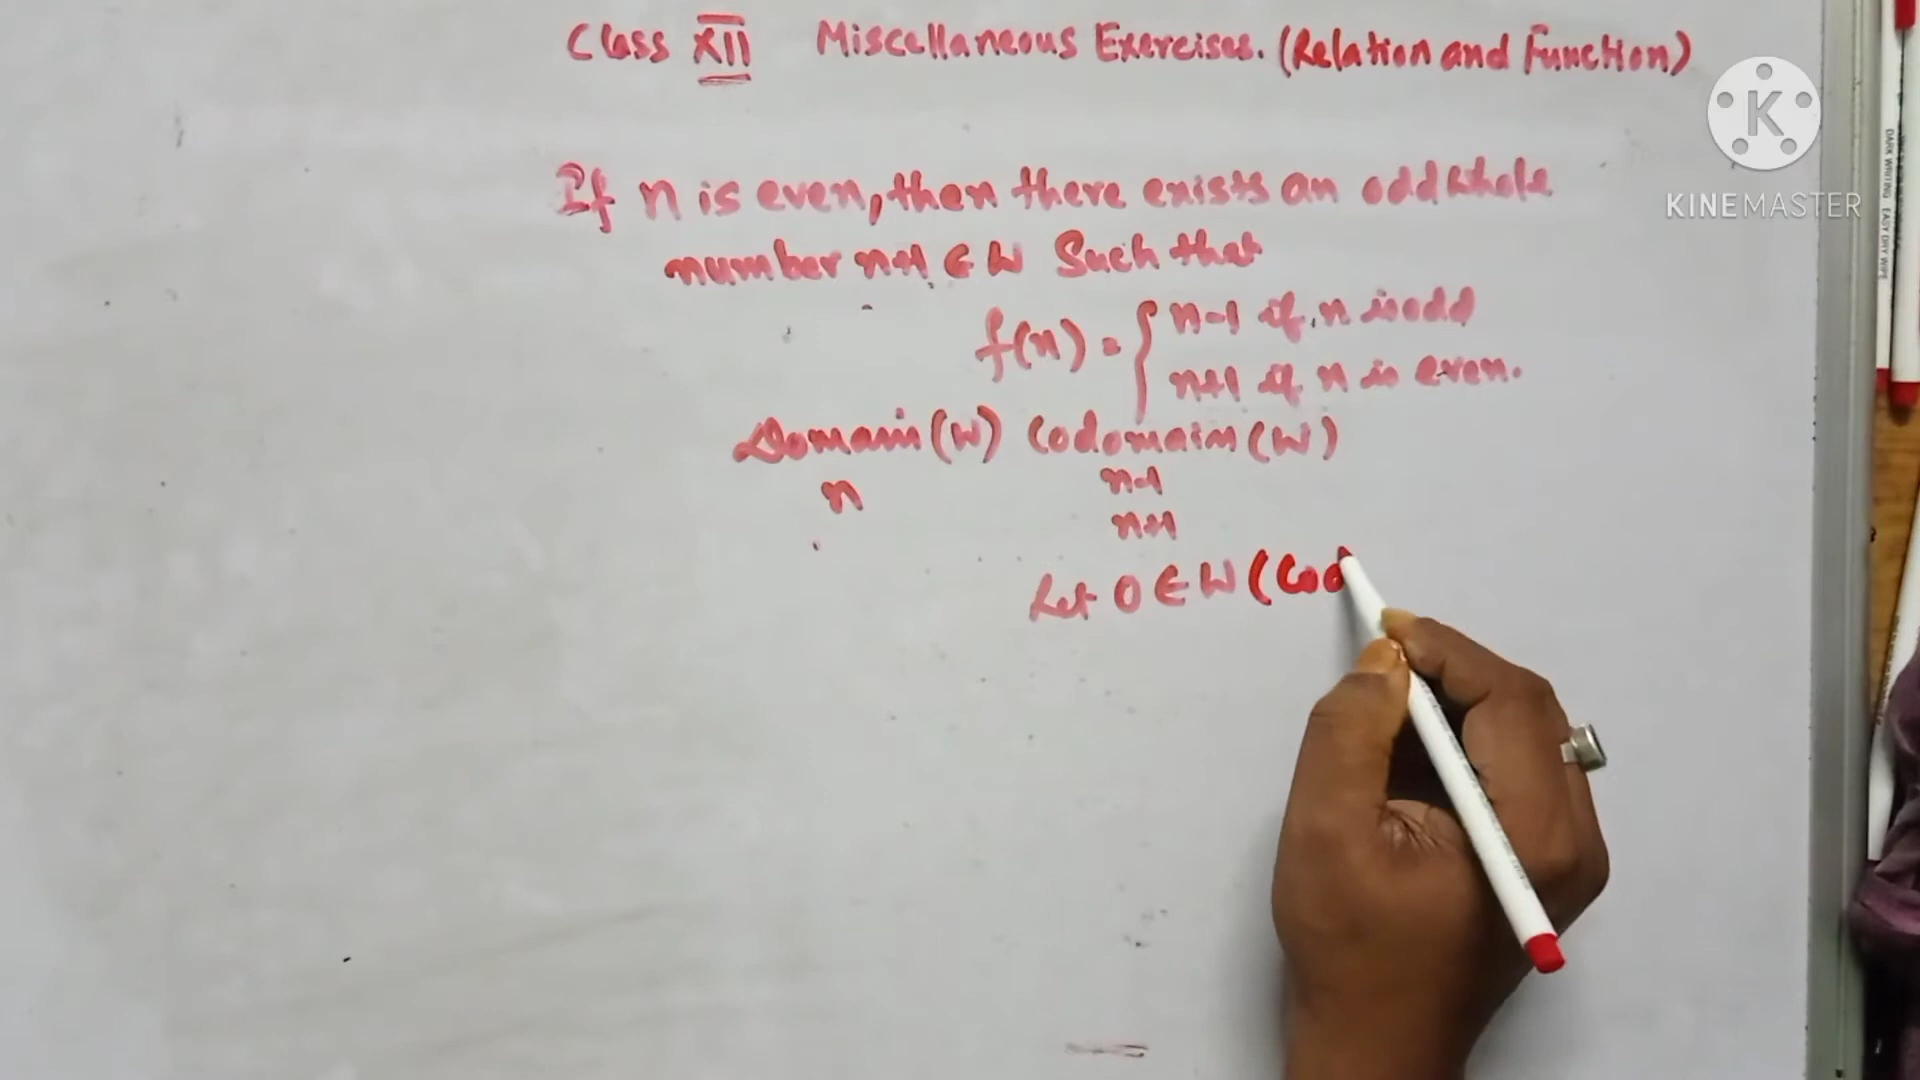 Class XII Miscellaneous Exercises. (Relation and Function)
K
KINEMASTER
If n is even, then there exists an odd whole
number n+1 ∈ W Such that
f(n) = { n-1 if n is odd
n+1 if n is even.
Domain (W) Codomain (W)
n n-1
n+1
Let 0 ∈ W (Cod